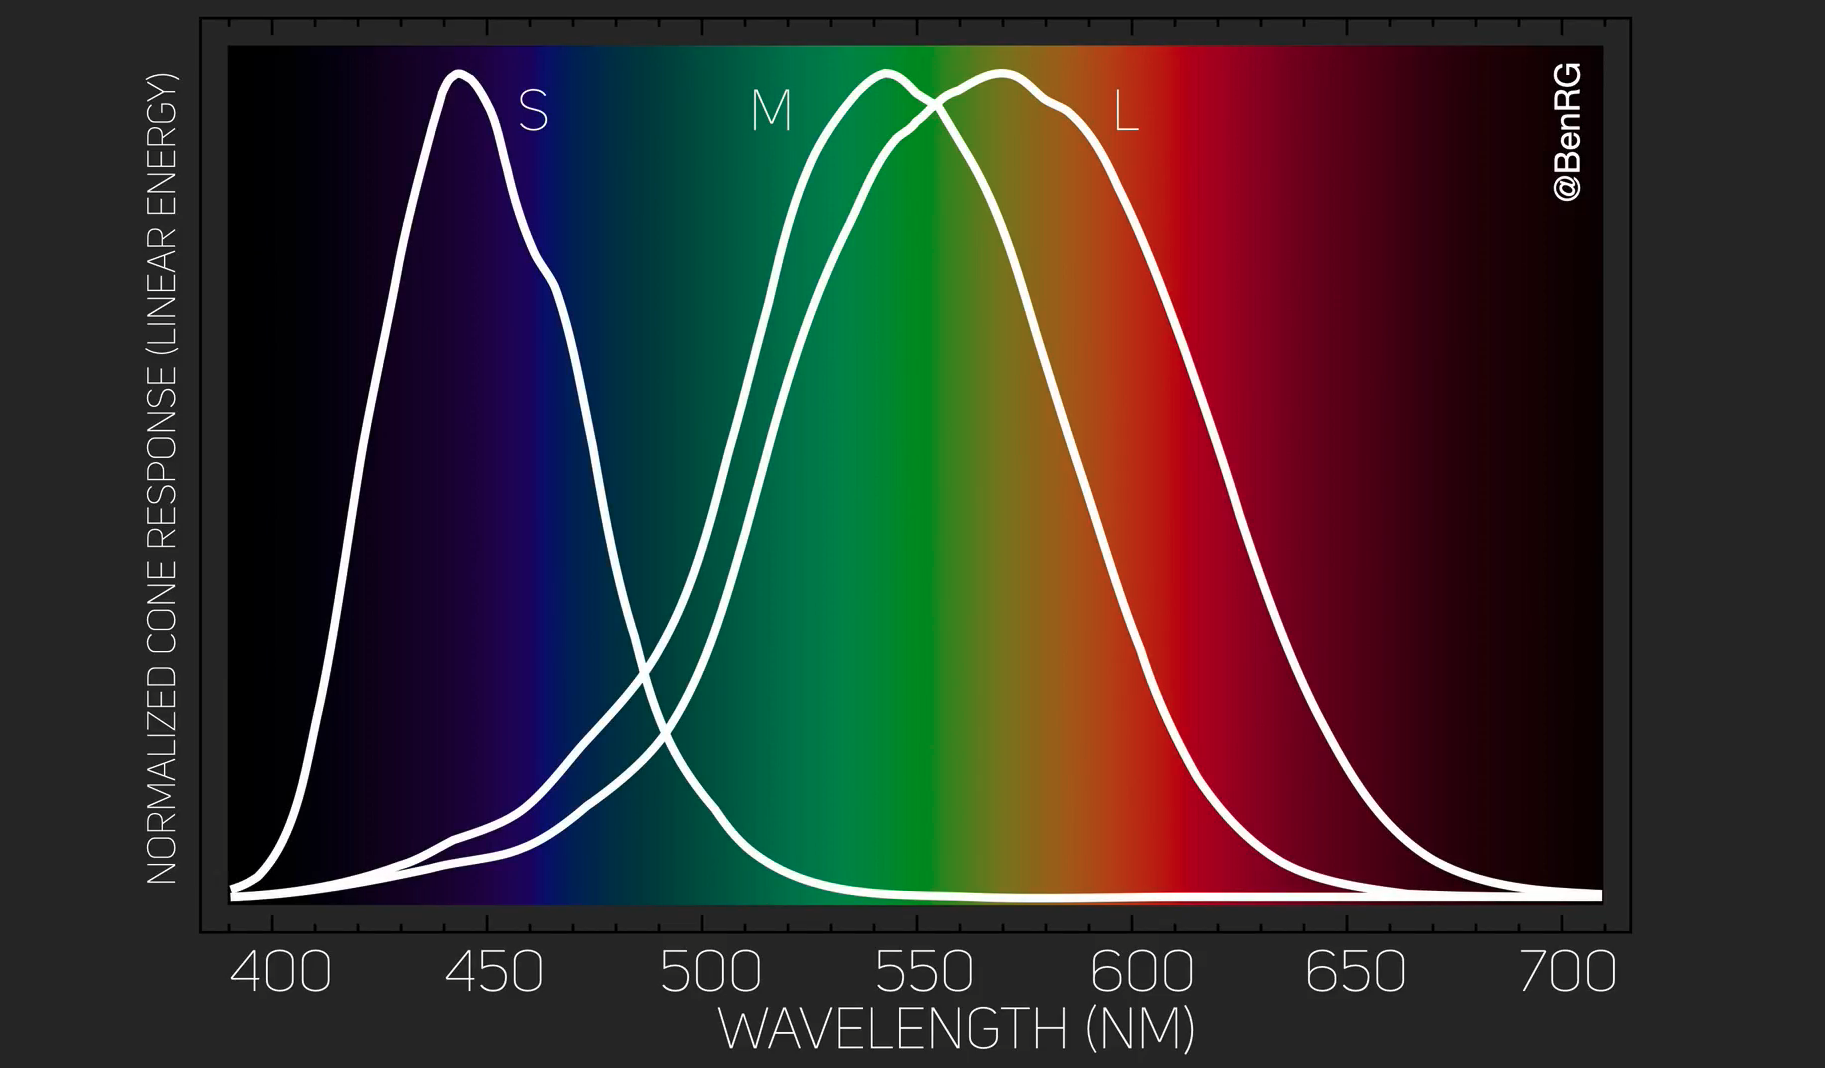 NORMALIZED CONE RESPONSE (LINEAR ENERGY)
S
M
L
@BenRG
400 450 500 550 600 650 700
WAVELENGTH (NM)